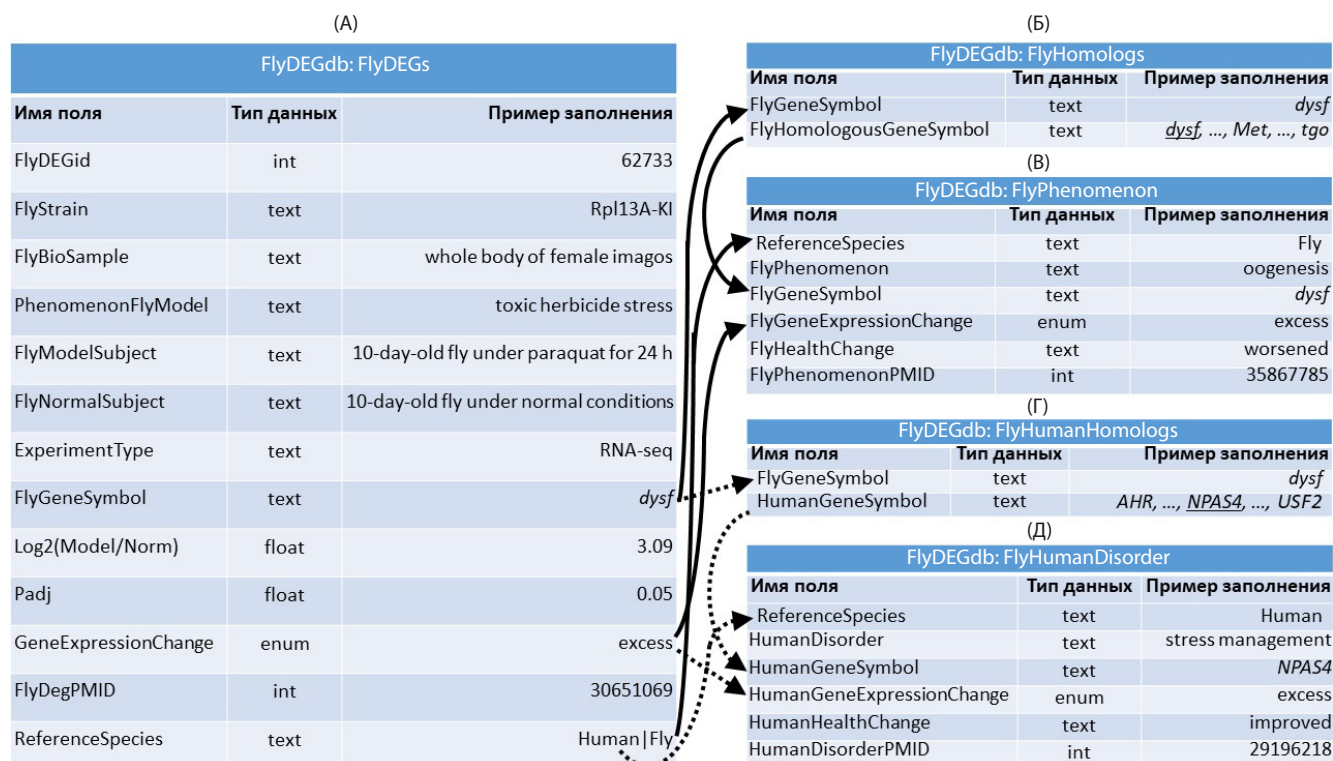 (А)
FlyDEGdb: FlyDEGs
Имя поля Тип данных Пример заполнения
FlyDEGid int 62733
FlyStrain text Rpl13A-KI
FlyBioSample text whole body of female imagos
PhenomenonFlyModel text toxic herbicide stress
FlyModelSubject text 10-day-old fly under paraquat for 24 h
FlyNormalSubject text 10-day-old fly under normal conditions
ExperimentType text RNA-seq
FlyGeneSymbol text dysf
Log2(Model/Norm) float 3.09
Padj float 0.05
GeneExpressionChange enum excess
FlyDegPMID int 30651069
ReferenceSpecies text Human|Fly
(Б)
FlyDEGdb: FlyHomologs
Имя поля Тип данных Пример заполнения
FlyGeneSymbol text dysf
FlyHomologousGeneSymbol text dysf, ..., Met, ..., tgo
(В)
FlyDEGdb: FlyPhenomenon
Имя поля Тип данных Пример заполнения
ReferenceSpecies text Fly
FlyPhenomenon text oogenesis
FlyGeneSymbol text dysf
FlyGeneExpressionChange enum excess
FlyHealthChange text worsened
FlyPhenomenonPMID int 35867785
(Г)
FlyDEGdb: FlyHumanHomologs
Имя поля Тип данных Пример заполнения
FlyGeneSymbol text dysf
HumanGeneSymbol text AHR, ..., NPAS4, ..., USF2
(Д)
FlyDEGdb: FlyHumanDisorder
Имя поля Тип данных Пример заполнения
ReferenceSpecies text Human
HumanDisorder text stress management
HumanGeneSymbol text NPAS4
HumanGeneExpressionChange enum excess
HumanHealthChange text improved
HumanDisorderPMID int 29196218